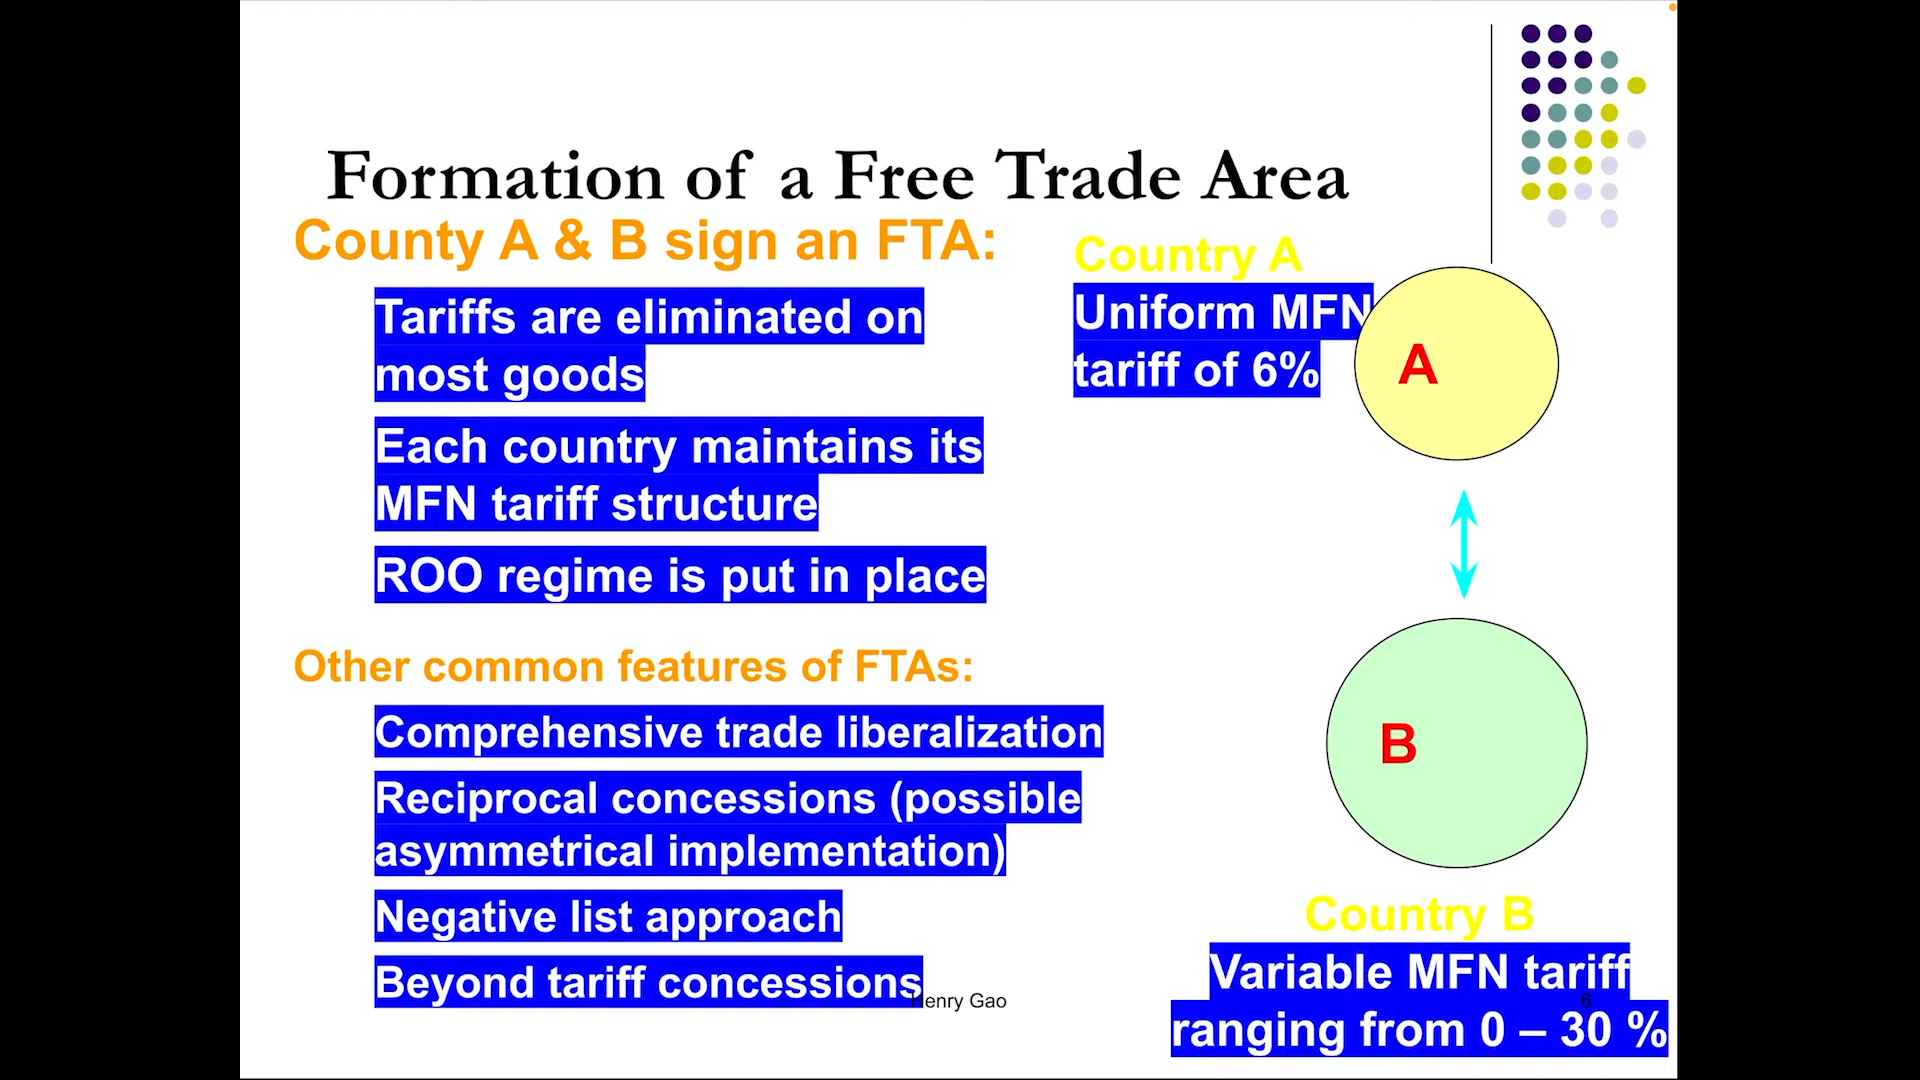 Formation of a Free Trade Area
County A & B sign an FTA:
Tariffs are eliminated on
most goods
Each country maintains its
MFN tariff structure
ROO regime is put in place
Other common features of FTAs:
Comprehensive trade liberalization
Reciprocal concessions (possible
asymmetrical implementation)
Negative list approach
Beyond tariff concessions
Country A
Uniform MFN
tariff of 6%
A
B
Country B
Variable MFN tariff
ranging from 0 – 30 %
Henry Gao
6